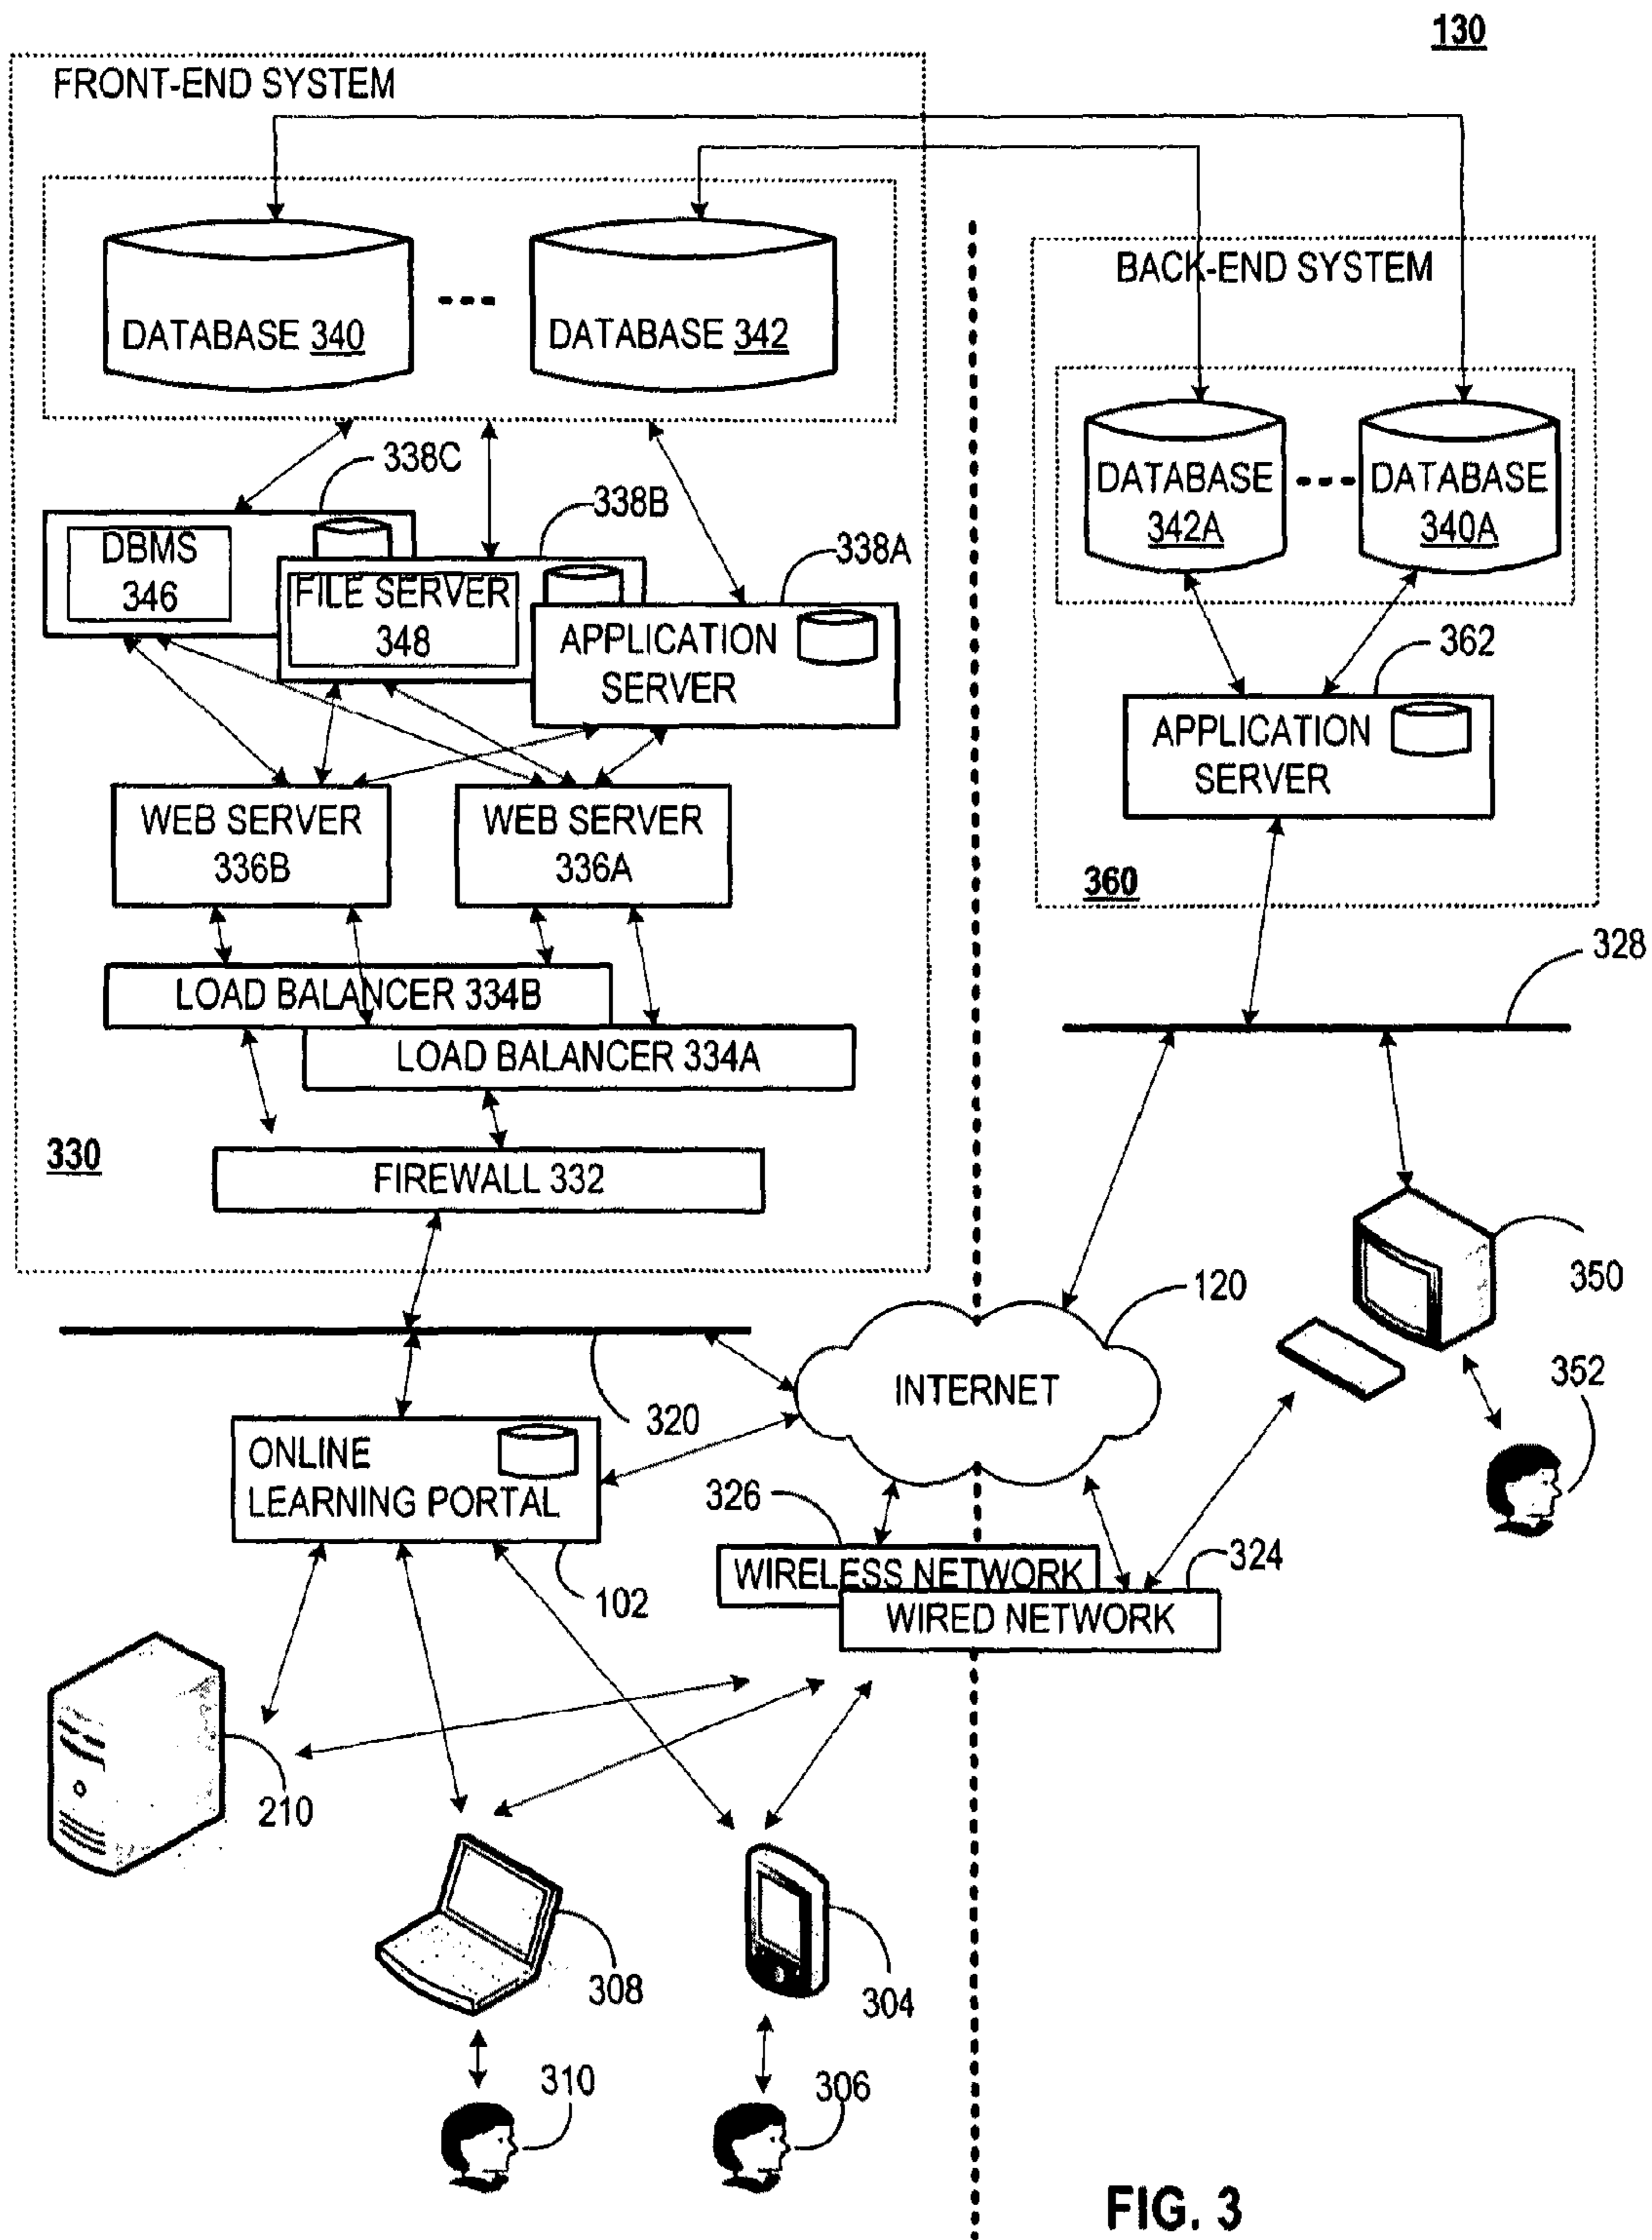 130
FRONT-END SYSTEM
DATABASE 340
DATABASE 342
BACK-END SYSTEM
DATABASE
342A
DATABASE
340A
338C
338B
338A
DBMS
346
FILE SERVER
348
APPLICATION
SERVER
362
APPLICATION
SERVER
WEB SERVER
336B
WEB SERVER
336A
360
328
LOAD BALANCER 334B
LOAD BALANCER 334A
330
FIREWALL 332
120
350
INTERNET
352
320
ONLINE
LEARNING PORTAL
326
324
WIRELESS NETWORK
102
WIRED NETWORK
210
308
304
310
306
FIG. 3